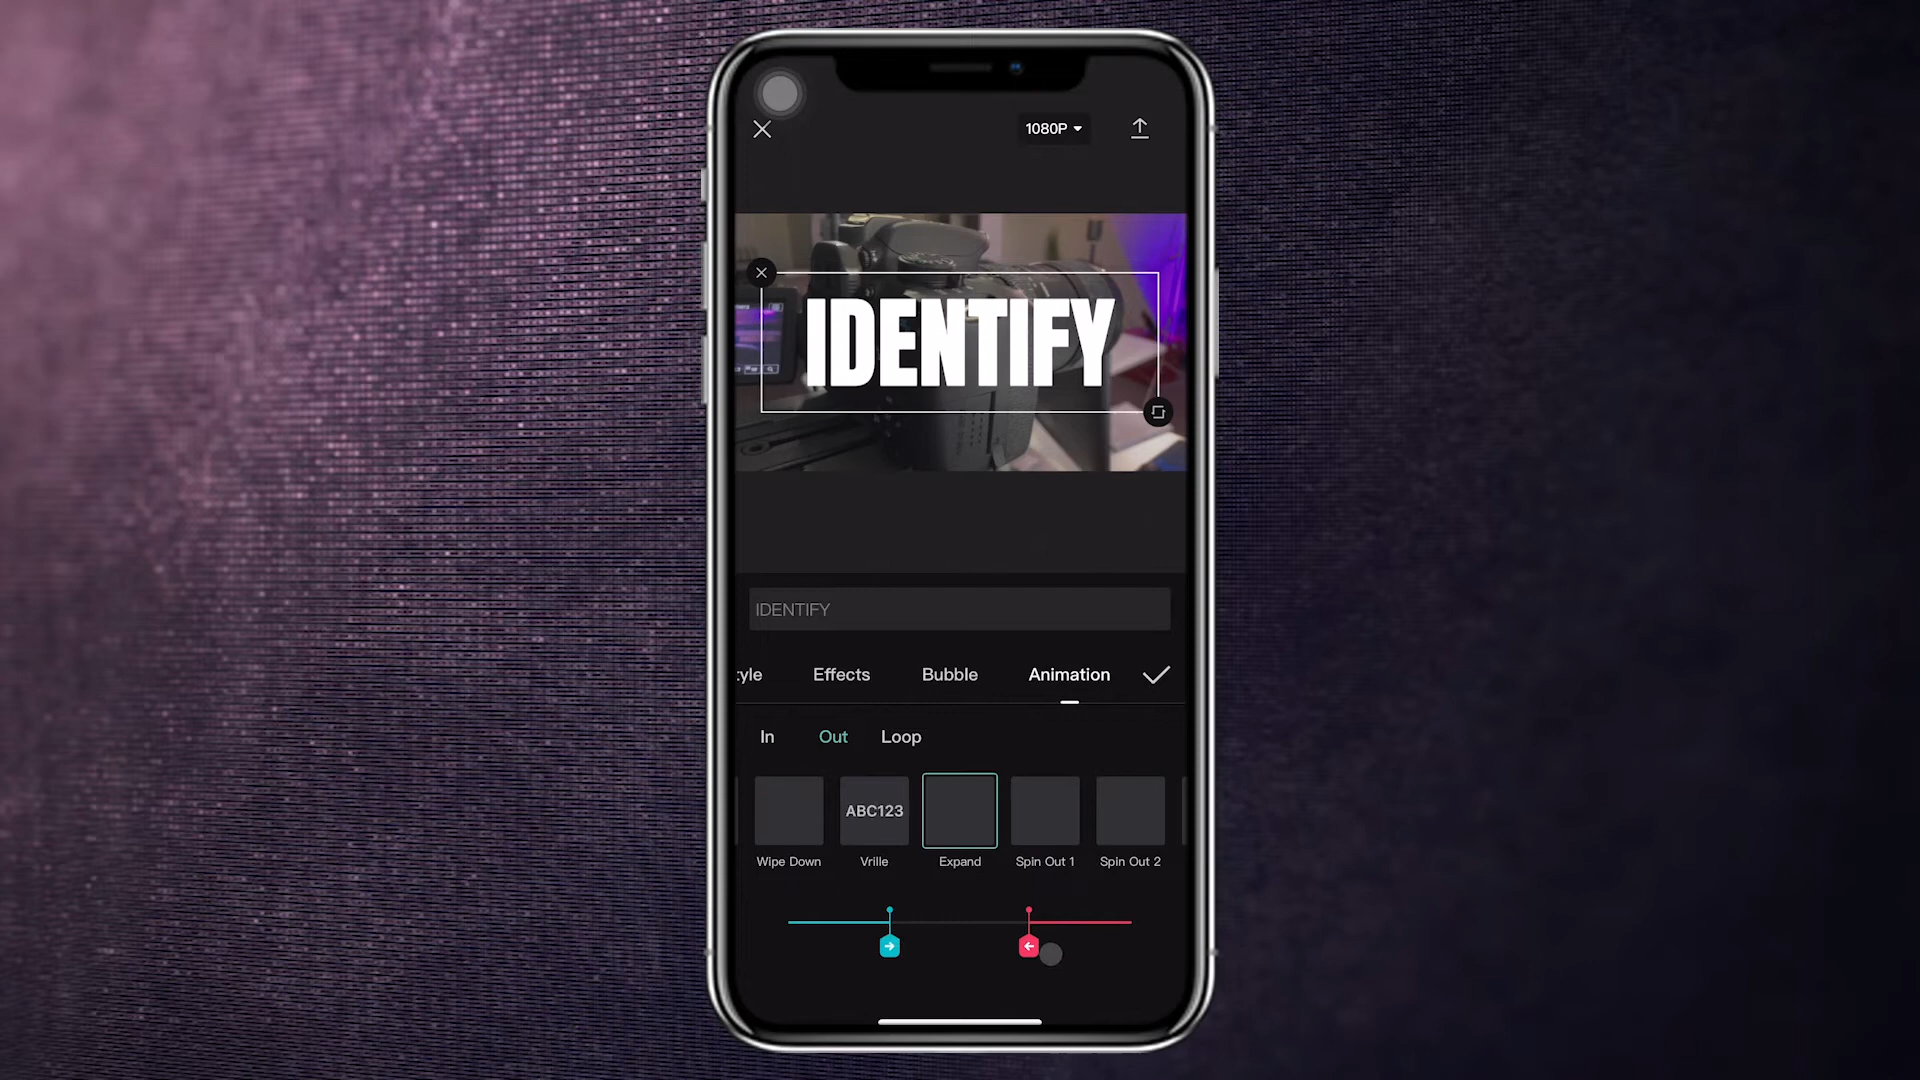 1080P
IDENTIFY
IDENTIFY
tyle Effects Bubble Animation
In Out Loop
ABC123
Wipe Down Vrille Expand Spin Out 1 Spin Out 2